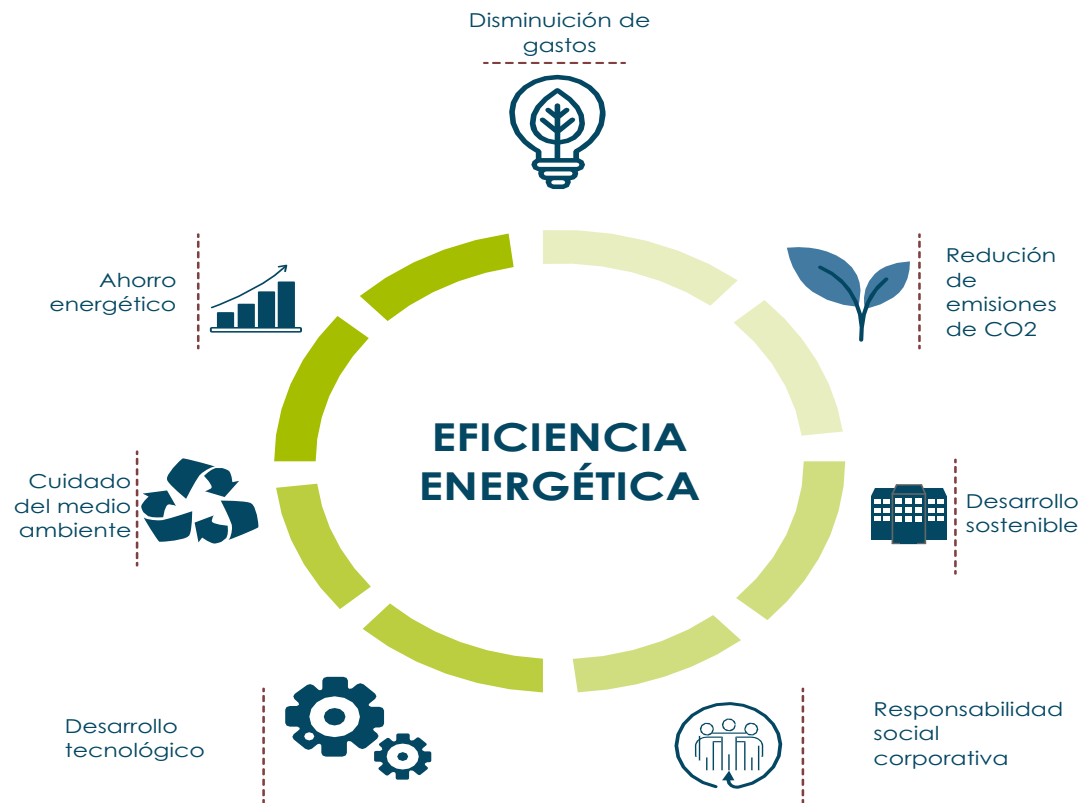 Disminuición de
gastos
Ahorro
energético
Redución
de
emisiones
de CO2
EFICIENCIA
ENERGÉTICA
Cuidado
del medio
ambiente
Desarrollo
sostenible
Desarrollo
tecnológico
Responsabilidad
social
corporativa